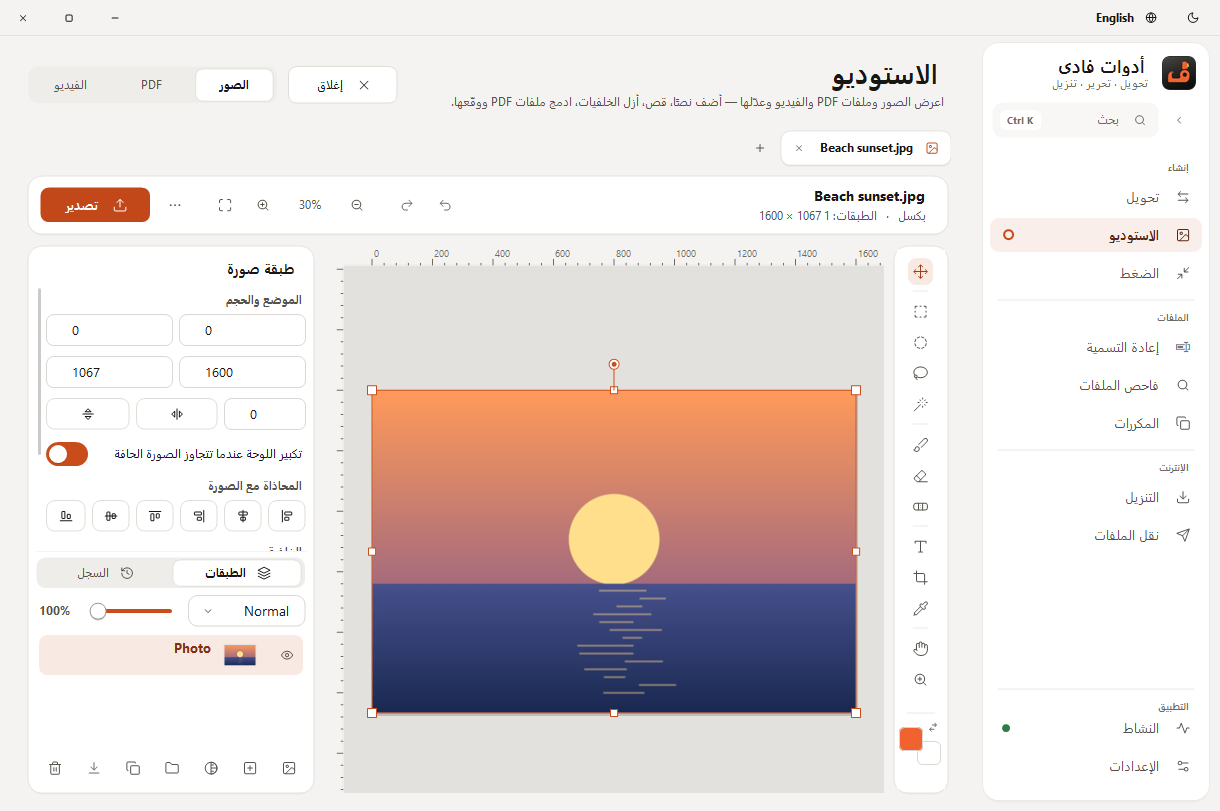 English
أدوات فادي
تحويل · تحرير · تنزيل
بحث
Ctrl K
إنشاء
تحويل
الاستوديو
الضغط
الملفات
إعادة التسمية
فاحص الملفات
المكررات
الإنترنت
التنزيل
نقل الملفات
التطبيق
النشاط
الإعدادات
الاستوديو
اعرض الصور وملفات PDF والفيديو وعدّلها — أضف نصًا، قص، أزل الخلفيات، ادمج ملفات PDF ووقّعها.
إغلاق
الصور
PDF
الفيديو
Beach sunset.jpg
Beach sunset.jpg
1600 × 1067 بكسل · الطبقات: 1
30%
تصدير
0 200 400 600 800 1000 1200 1400 1600
طبقة صورة
الموضع والحجم
0 0
1600 1067
0
تكبير اللوحة عندما تتجاوز الصورة الحافة
المحاذاة مع الصورة
الطبقات
السجل
Normal
100%
Photo